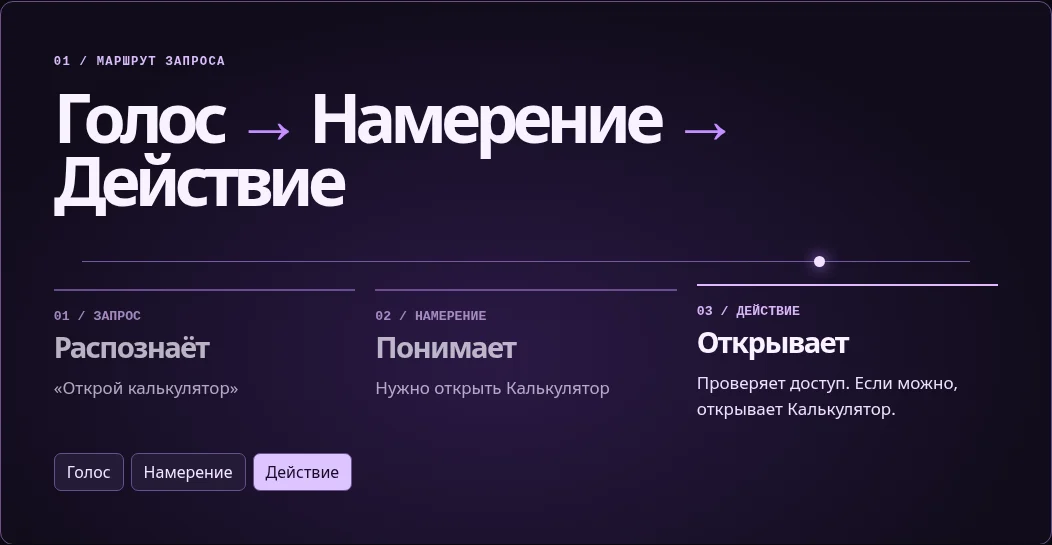 01 / МАРШРУТ ЗАПРОСА
Голос → Намерение →
Действие
01 / ЗАПРОС
Распознаёт
«Открой калькулятор»
02 / НАМЕРЕНИЕ
Понимает
Нужно открыть Калькулятор
03 / ДЕЙСТВИЕ
Открывает
Проверяет доступ. Если можно,
открывает Калькулятор.
Голос
Намерение
Действие